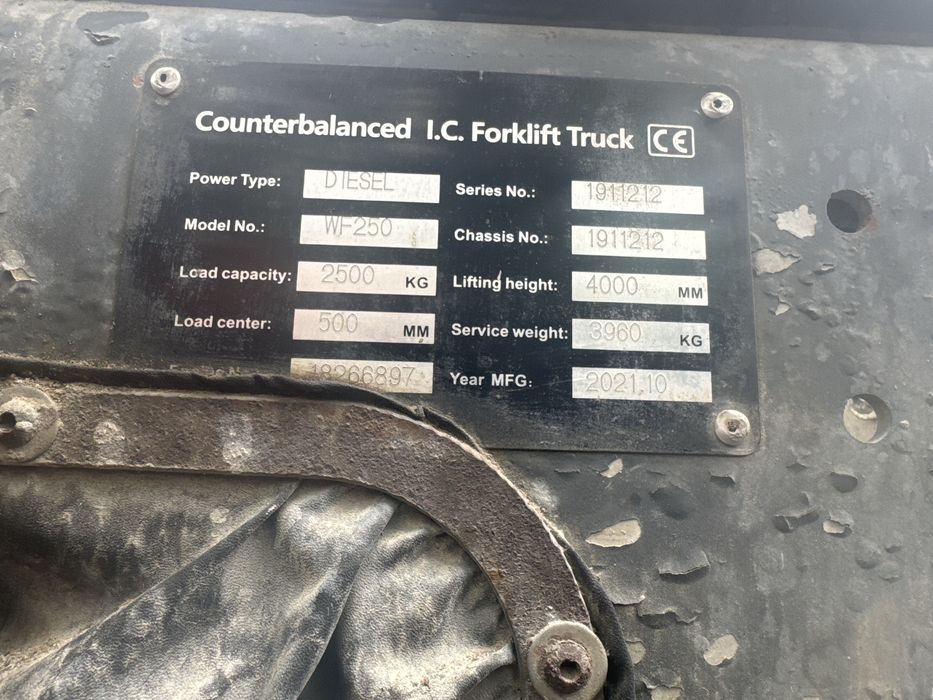 Counterbalanced I.C. Forklift Truck CE
Power Type: DIESEL Series No.: 1911212
Model No.: WF250 Chassis No.: 1911212
Load capacity: 2500 KG Lifting height: 4000 MM
Load center: 500 MM Service weight: 3960 KG
18266897 Year MFG: 2021.10